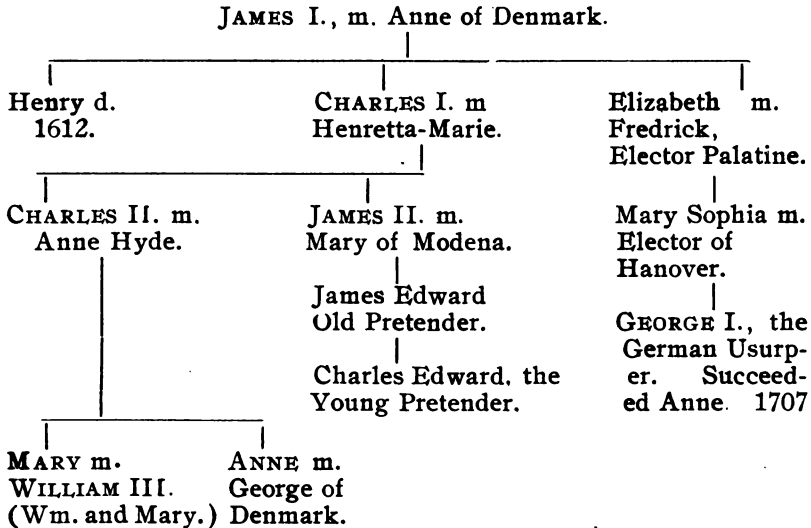 JAMES I., m. Anne of Denmark.
Henry d.
1612.
CHARLES I. m
Henretta-Marie.
Elizabeth m.
Fredrick,
Elector Palatine.
CHARLES II. m.
Anne Hyde.
JAMES II. m.
Mary of Modena.
James Edward
Old Pretender.
Charles Edward, the
Young Pretender.
Mary Sophia m.
Elector of
Hanover.
GEORGE I., the
German Usurp-
er. Succeed-
ed Anne. 1707
MARY m.
WILLIAM III.
(Wm. and Mary.)
ANNE m.
George of
Denmark.